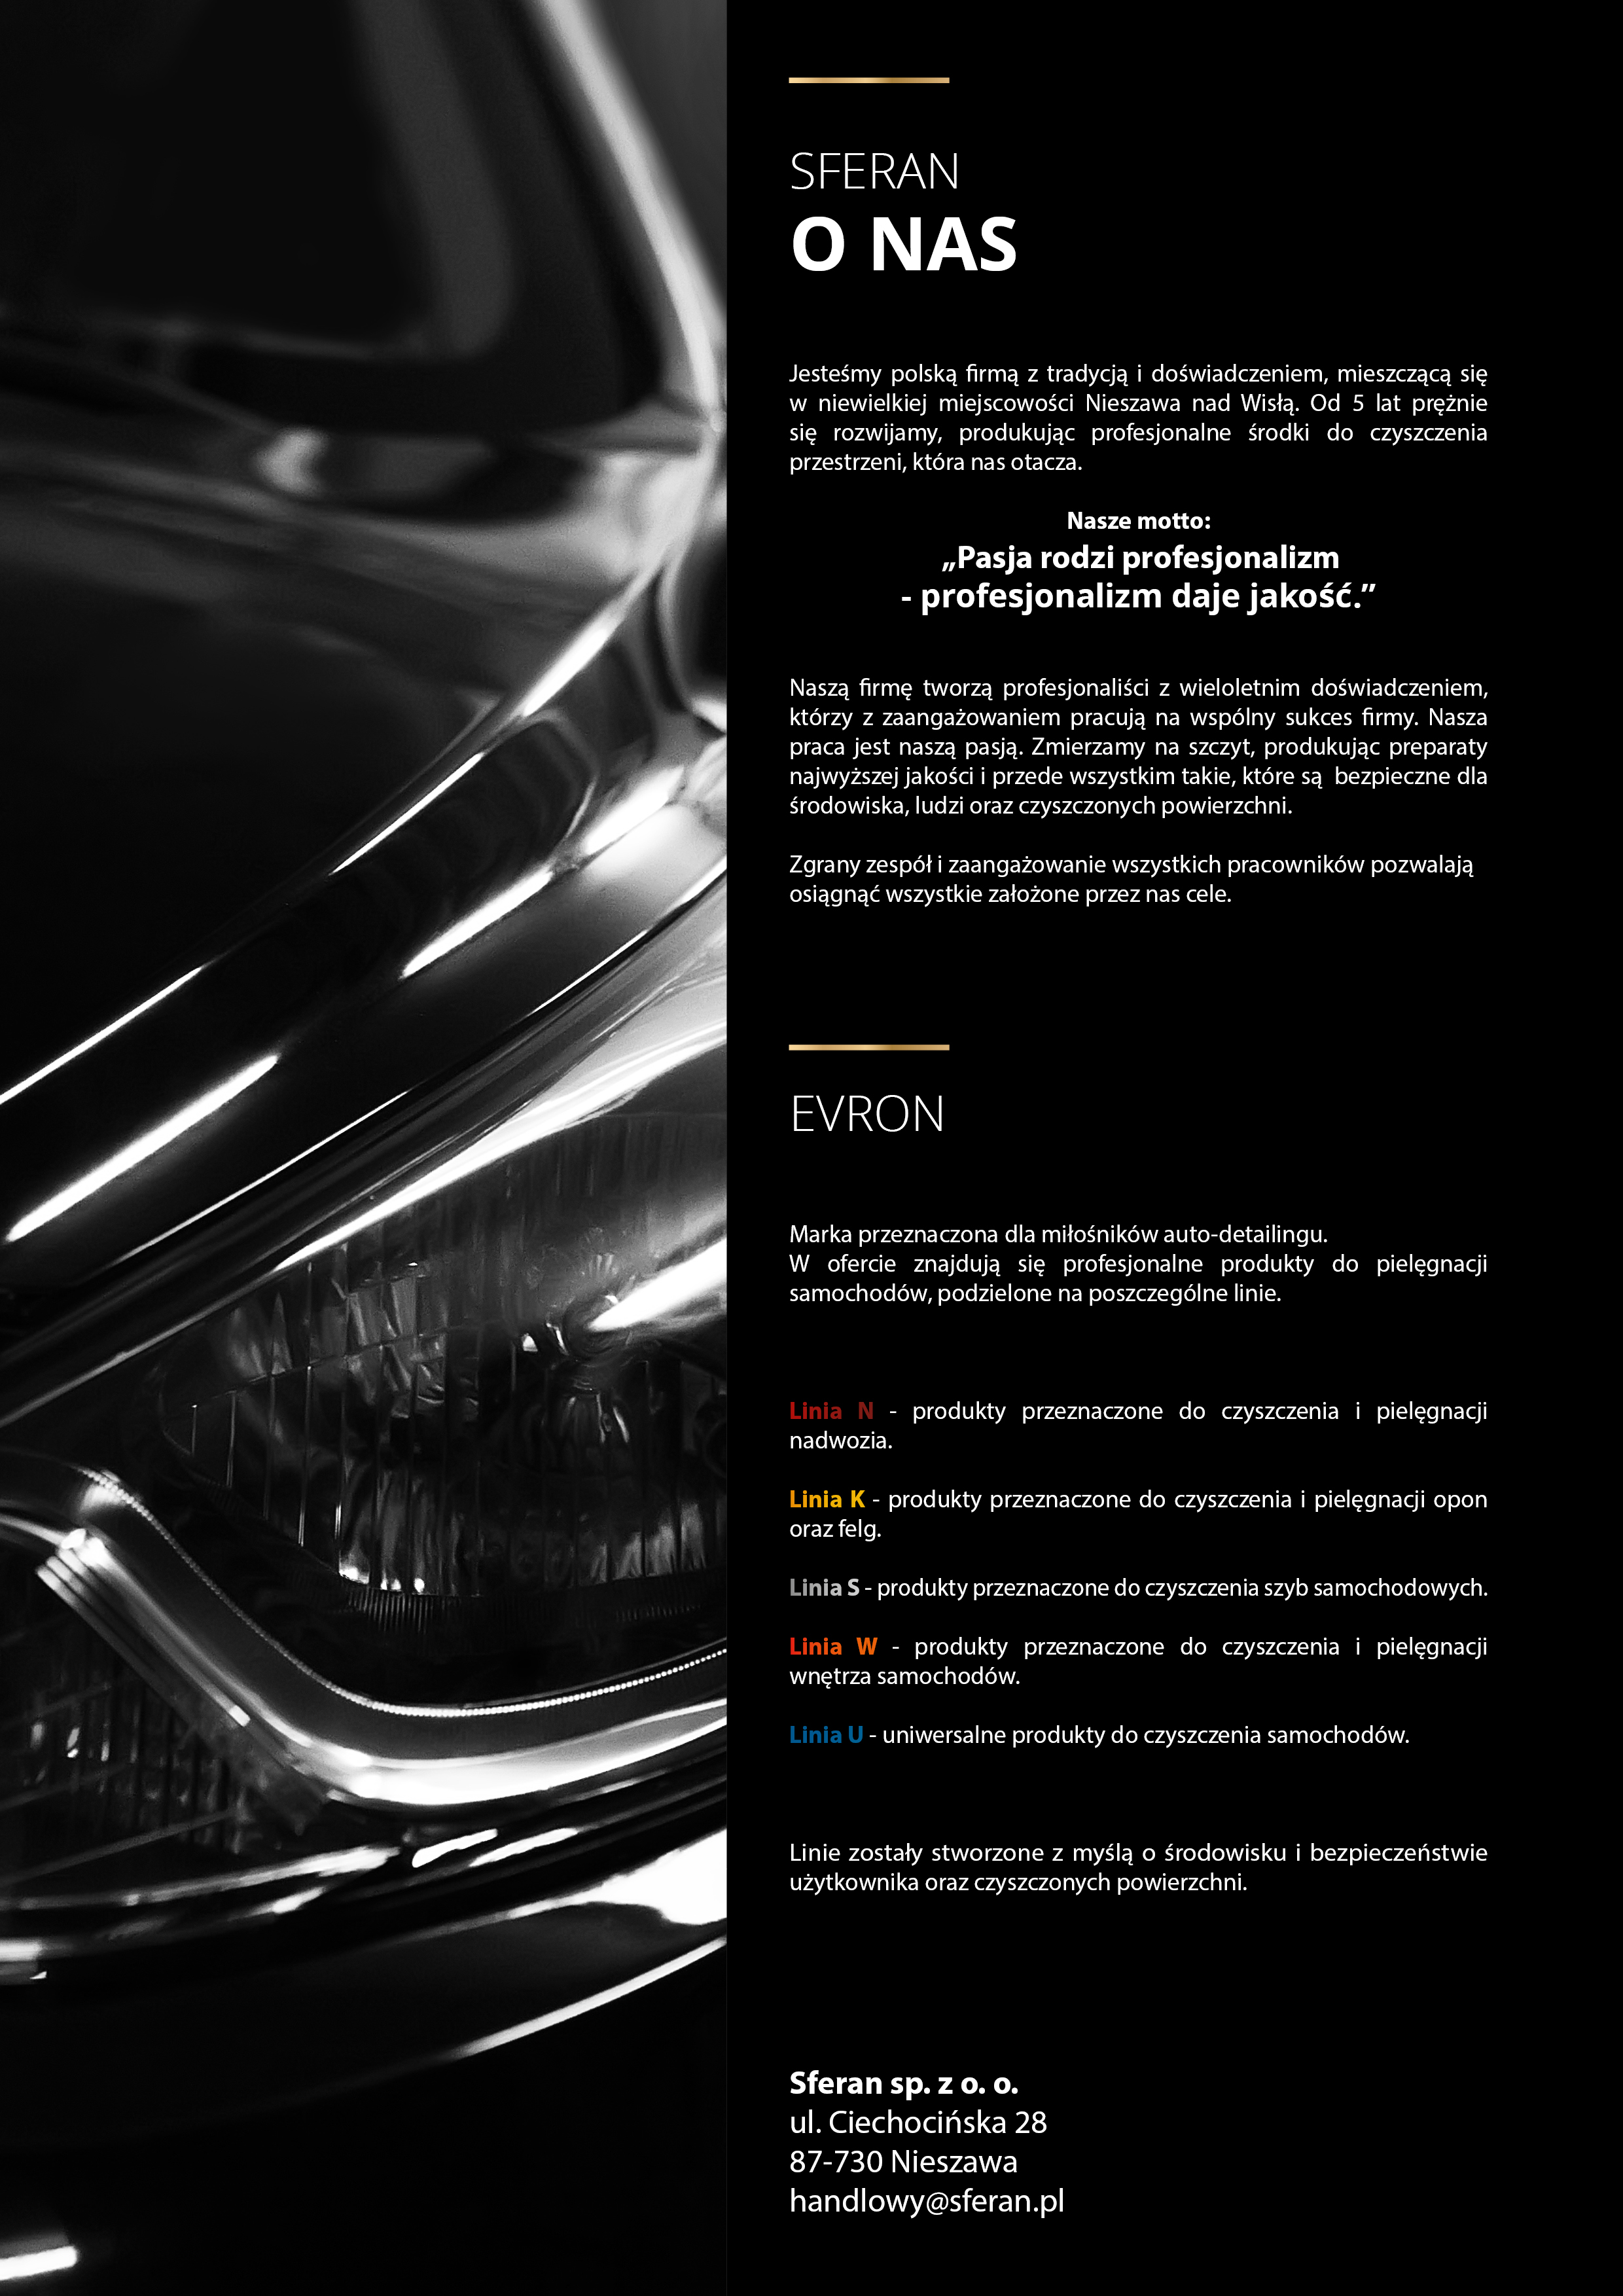 SFERAN
O NAS
Jesteśmy polską firmą z tradycją i doświadczeniem, mieszczącą się
w niewielkiej miejscowości Nieszawa nad Wisłą. Od 5 lat prężnie
się rozwijamy, produkując profesjonalne środki do czyszczenia
przestrzeni, która nas otacza.
Nasze motto:
„Pasja rodzi profesjonalizm
- profesjonalizm daje jakość.”
Naszą firmę tworzą profesjonaliści z wieloletnim doświadczeniem,
którzy z zaangażowaniem pracują na wspólny sukces firmy. Nasza
praca jest naszą pasją. Zmierzamy na szczyt, produkując preparaty
najwyższej jakości i przede wszystkim takie, które są  bezpieczne dla
środowiska, ludzi oraz czyszczonych powierzchni.
Zgrany zespół i zaangażowanie wszystkich pracowników pozwalają
osiągnąć wszystkie założone przez nas cele.
EVRON
Marka przeznaczona dla miłośników auto-detailingu.
W ofercie znajdują się profesjonalne produkty do pielęgnacji
samochodów, podzielone na poszczególne linie.
Linia N - produkty przeznaczone do czyszczenia i pielęgnacji
nadwozia.
Linia K - produkty przeznaczone do czyszczenia i pielęgnacji opon
oraz felg.
Linia S - produkty przeznaczone do czyszczenia szyb samochodowych.
Linia W - produkty przeznaczone do czyszczenia i pielęgnacji
wnętrza samochodów.
Linia U - uniwersalne produkty do czyszczenia samochodów.
Linie zostały stworzone z myślą o środowisku i bezpieczeństwie
użytkownika oraz czyszczonych powierzchni.
Sferan sp. z o. o.
ul. Ciechocińska 28
87-730 Nieszawa
handlowy@sferan.pl